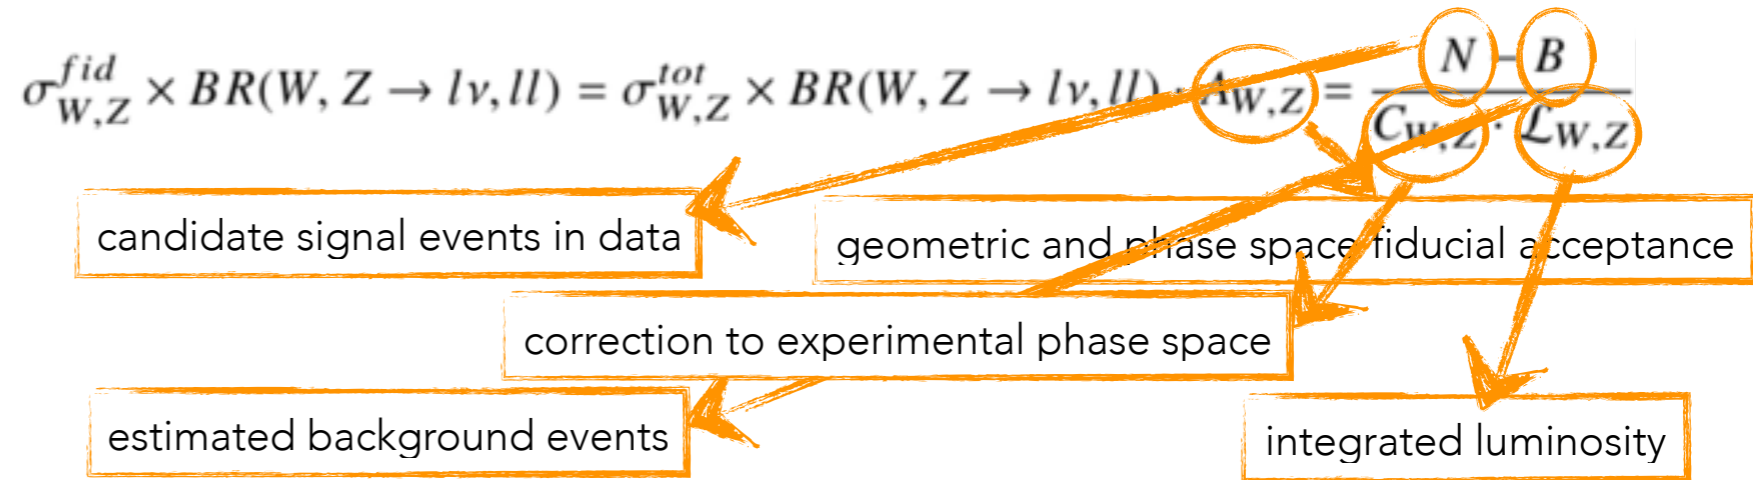 σ^{fid}_{W,Z} × BR(W, Z → lν, ll) = σ^{tot}_{W,Z} × BR(W, Z → lν, ll) · A_{W,Z} = \frac{N − B}{C_{W,Z} · ℒ_{W,Z}}
candidate signal events in data
geometric and phase space fiducial acceptance
correction to experimental phase space
estimated background events
integrated luminosity